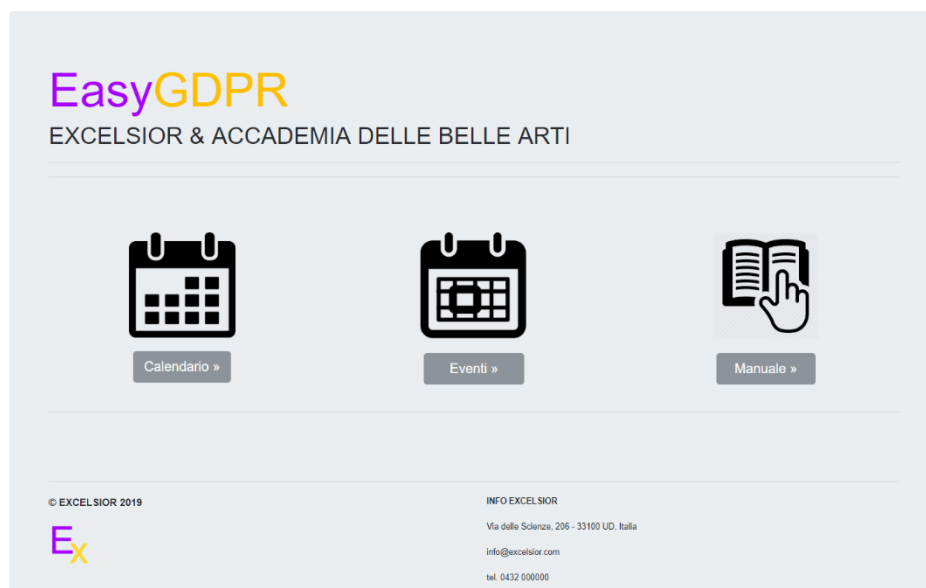 EasyGDPR
EXCELSIOR & ACCADEMIA DELLE BELLE ARTI
Calendario »
Eventi »
Manuale »
© EXCELSIOR 2019
Ex
INFO EXCELSIOR
Via delle Scienze, 206 - 33100 UD, Italia
info@excelsior.com
tel. 0432 000000